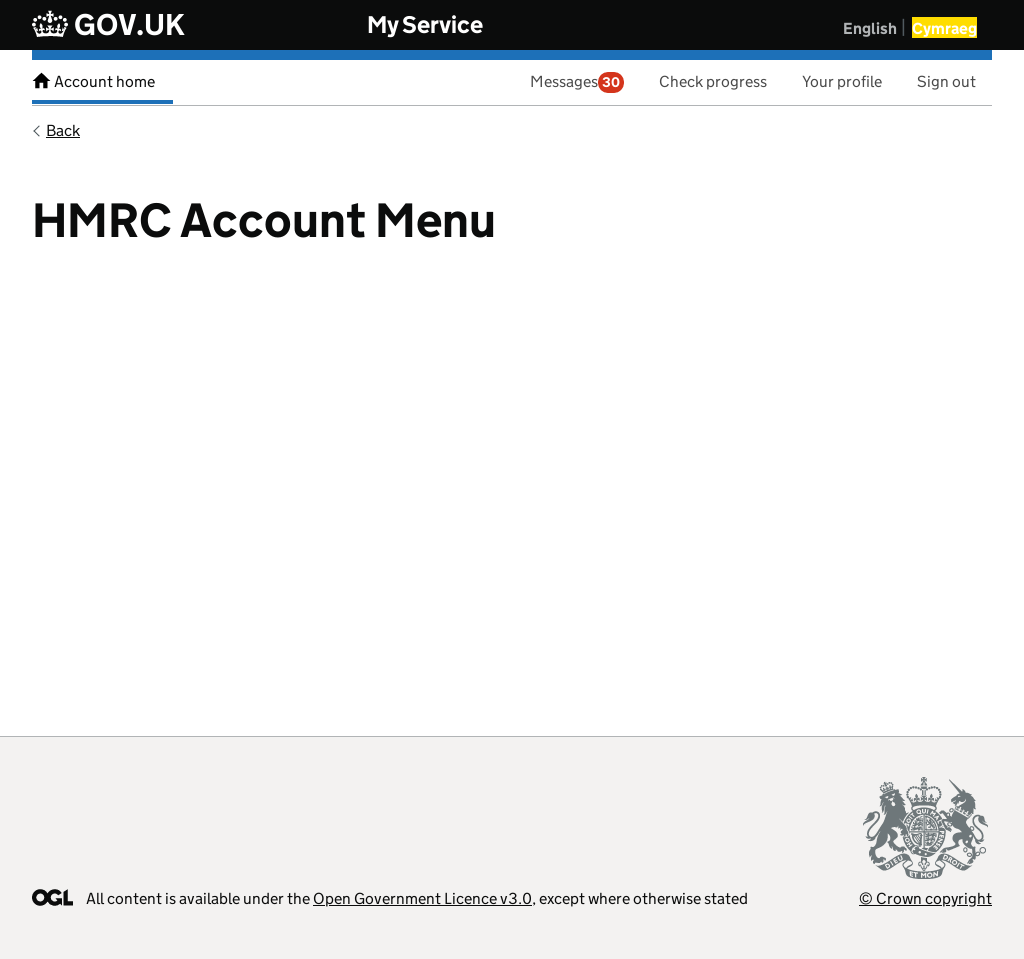 GOV.UK My Service English | Cymraeg
Account home Messages 30 Check progress Your profile Sign out
Back
HMRC Account Menu
DIEU ET MON DROIT
OGL All content is available under the Open Government Licence v3.0, except where otherwise stated © Crown copyright